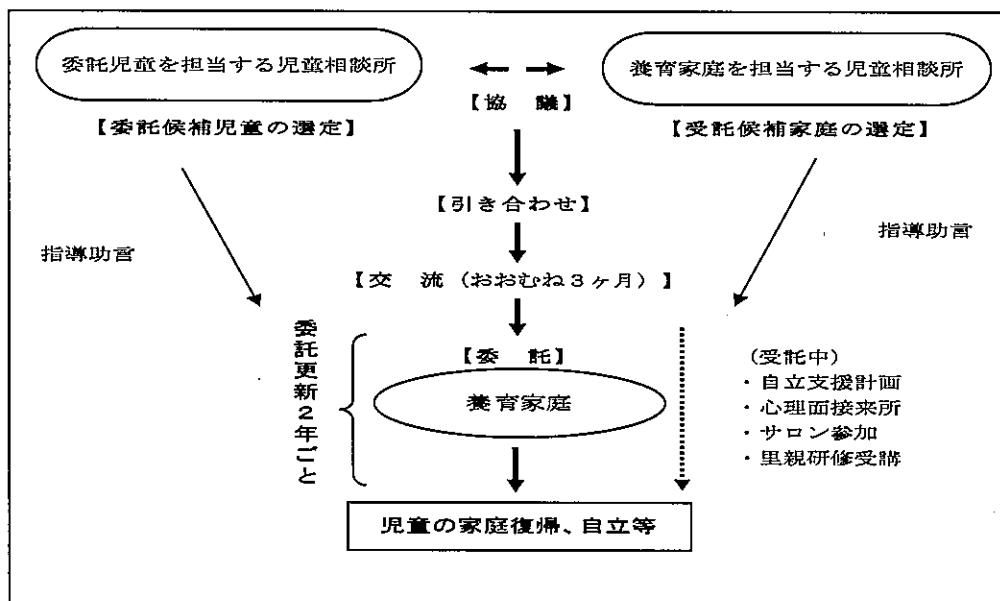 委託児童を担当する児童相談所
養育家庭を担当する児童相談所
【協　議】
【委託候補児童の選定】
【受託候補家庭の選定】
【引き合わせ】
指導助言
指導助言
【交　流（おおむね３ヶ月）】
委託更新２年ごと
【委　託】
養育家庭
（受託中）
・自立支援計画
・心理面接来所
・サロン参加
・里親研修受講
児童の家庭復帰、自立等